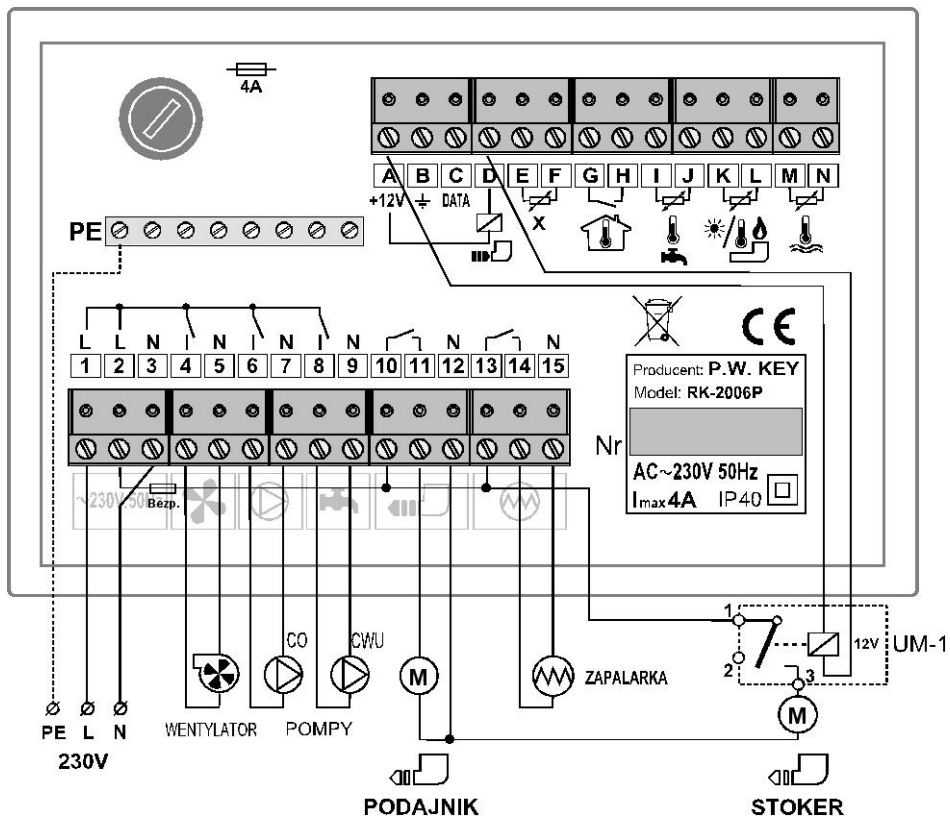 4A
A B C D E F G H I J K L M N
+12V DATA X
PE
L L N N N N N N
1 2 3 4 5 6 7 8 9 10 11 12 13 14 15
CE
Producent: P.W. KEY
Model: RK-2006P
Nr
AC~230V 50Hz
Imax 4A IP40
~230V 50Hz
Bezp.
1
2
3
12V
UM-1
CO
CWU
M
ZAPALARKA
M
PE L N
230V
WENTYLATOR
POMPY
PODAJNIK
STOKER